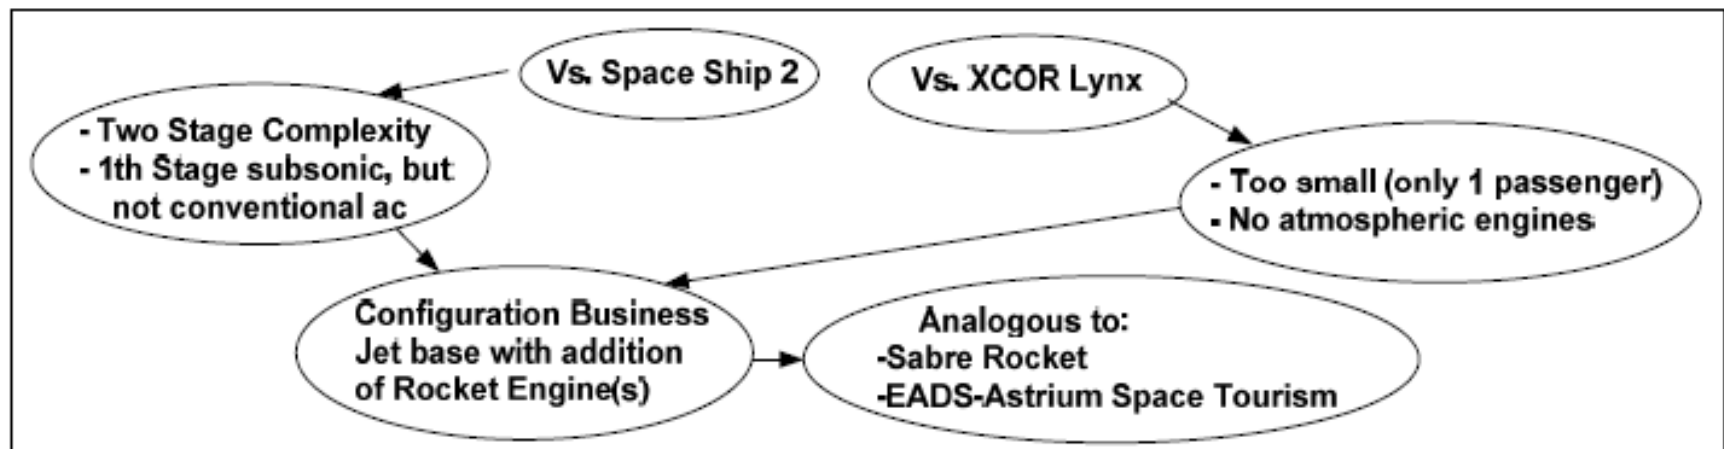 Vs. Space Ship 2
Vs. XCOR Lynx
- Two Stage Complexity
- 1th Stage subsonic, but
not conventional ac
- Too small (only 1 passenger)
- No atmospheric engines
Configuration Business
Jet base with addition
of Rocket Engine(s)
Analogous to:
-Sabre Rocket
-EADS-Astrium Space Tourism